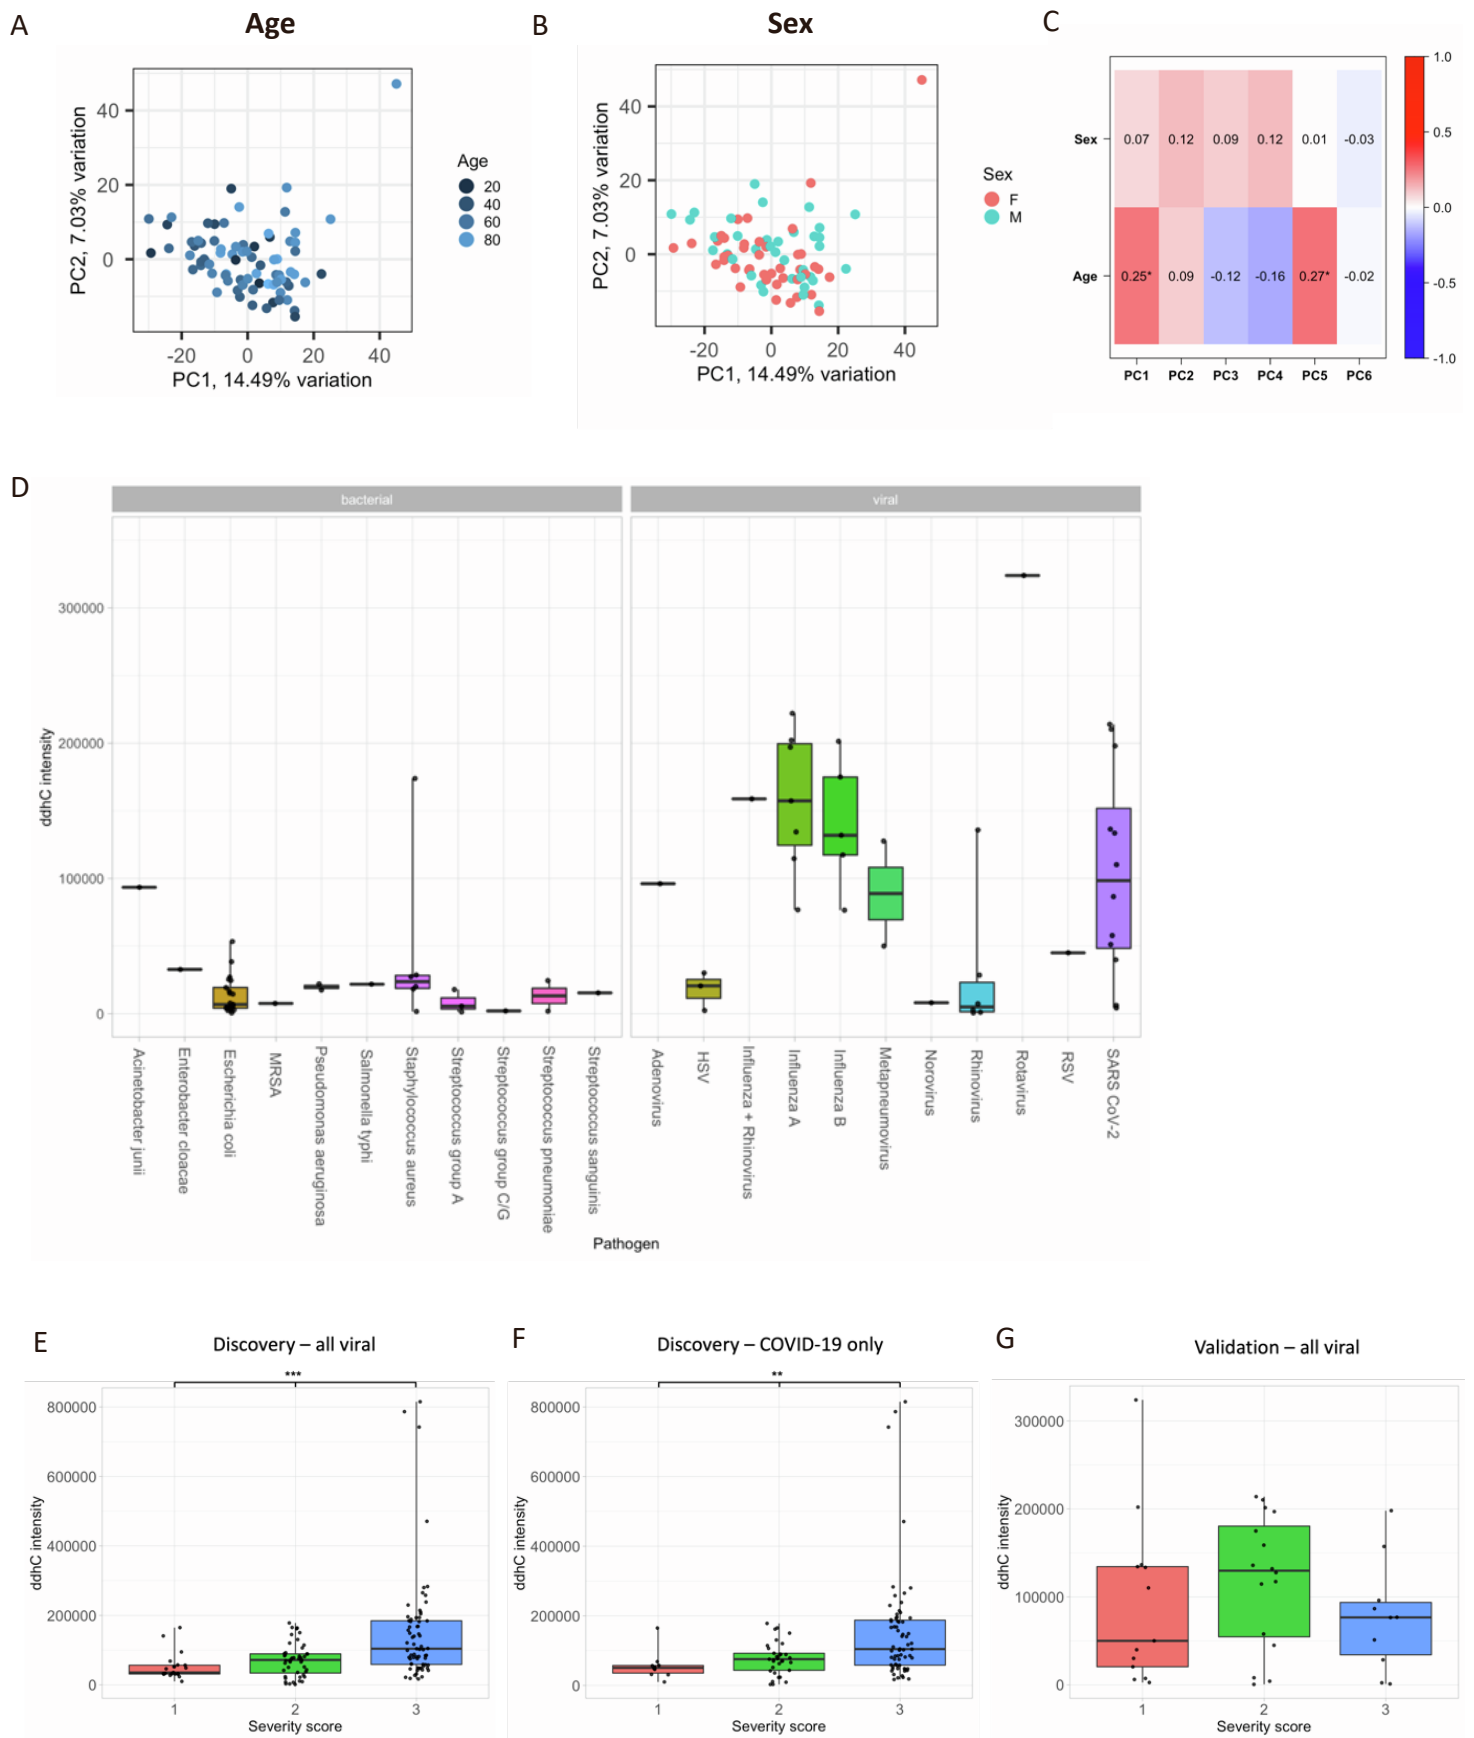 A
Age
PC2, 7.03% variation
40
20
0
-20
0
20
40
PC1, 14.49% variation
Age
20
40
60
80
B
Sex
PC2, 7.03% variation
40
20
0
-20
0
20
40
PC1, 14.49% variation
Sex
F
M
C
Sex
0.07
0.12
0.09
0.12
0.01
-0.03
Age
0.25*
0.09
-0.12
-0.16
0.27*
-0.02
PC1
PC2
PC3
PC4
PC5
PC6
1.0
0.5
0.0
-0.5
-1.0
D
bacterial
viral
ddhC intensity
300000
200000
100000
0
Acinetobacter junii
Enterobacter cloacae
Escherichia coli
MRSA
Pseudomonas aeruginosa
Salmonella typhi
Staphylococcus aureus
Streptococcus group A
Streptococcus group C/G
Streptococcus pneumoniae
Streptococcus sanguinis
Adenovirus
HSV
Influenza + Rhinovirus
Influenza A
Influenza B
Metapneumovirus
Norovirus
Rhinovirus
Rotavirus
RSV
SARS CoV-2
Pathogen
E
Discovery – all viral
***
ddhC intensity
800000
600000
400000
200000
0
1
2
3
Severity score
F
Discovery – COVID-19 only
**
ddhC intensity
800000
600000
400000
200000
0
1
2
3
Severity score
G
Validation – all viral
ddhC intensity
300000
200000
100000
0
1
2
3
Severity score